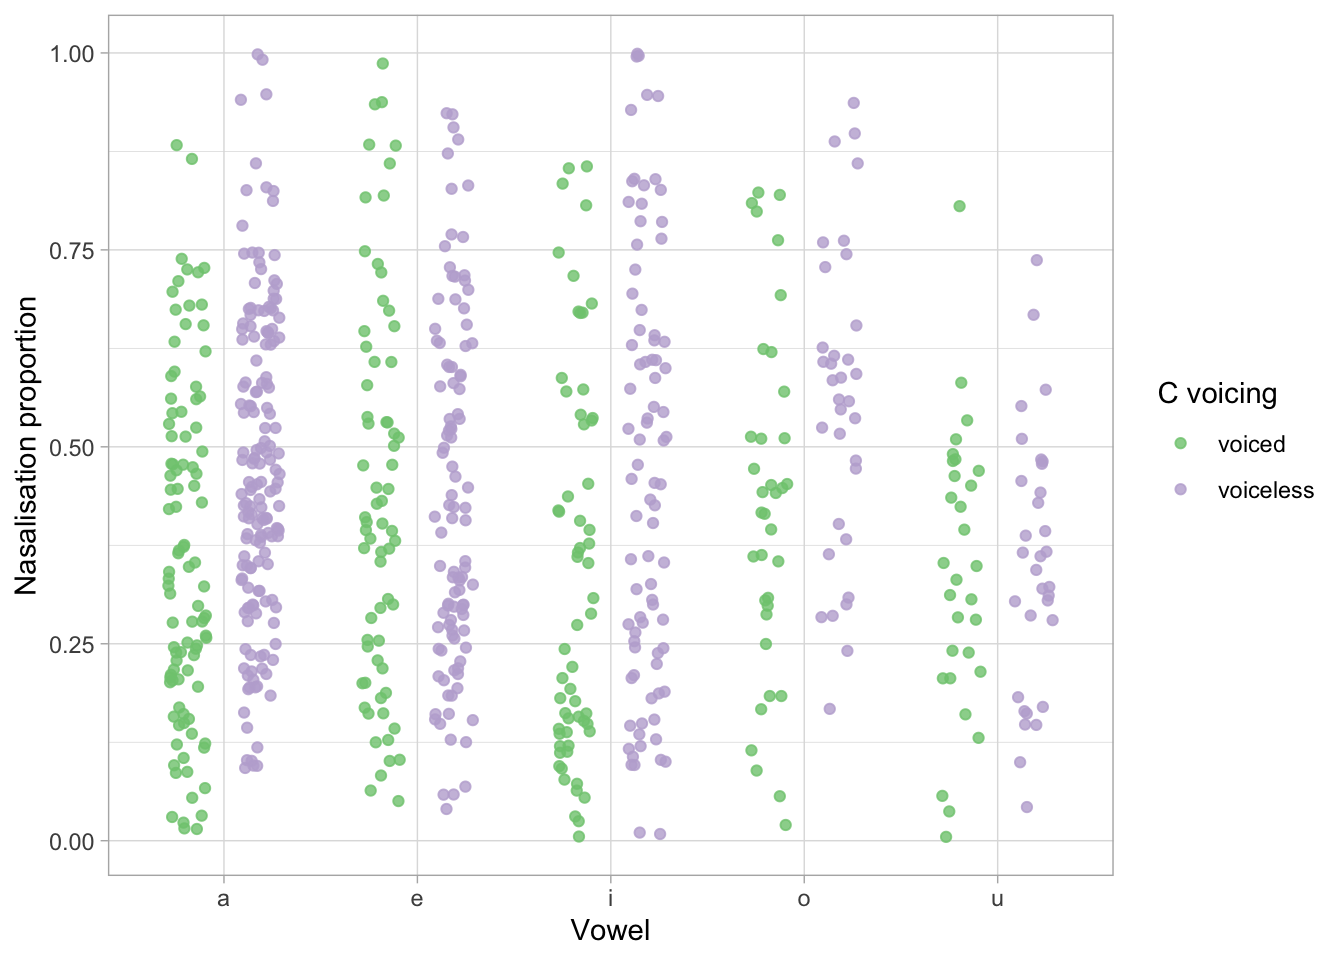 1.00
0.75
0.50
0.25
0.00
Nasalisation proportion
a e i o u
Vowel
C voicing
voiced
voiceless